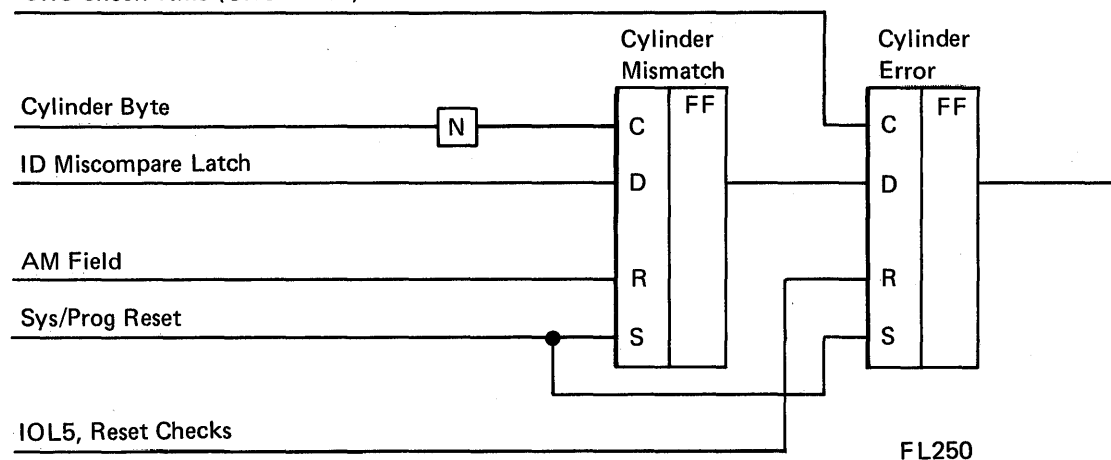 Cylinder
Mismatch
Cylinder
Error
Cylinder Byte
N
C
FF
C
FF
ID Miscompare Latch
D
D
AM Field
R
R
Sys/Prog Reset
S
S
IOL5, Reset Checks
FL250